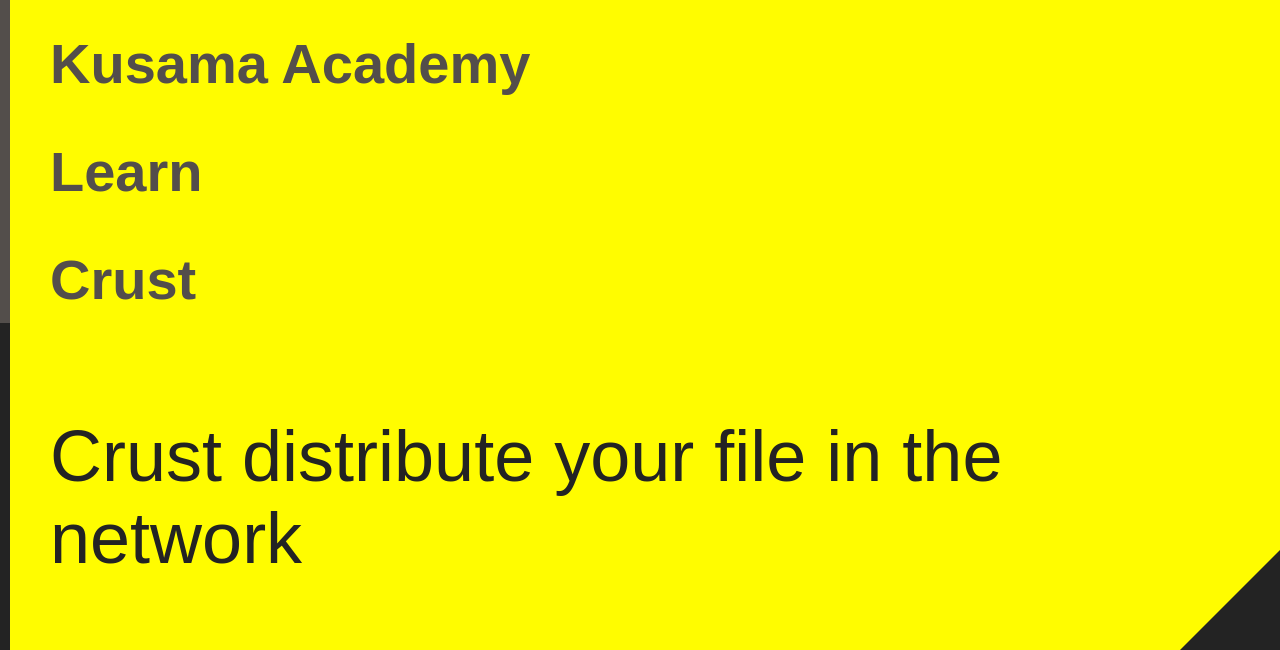 Kusama Academy
Learn
Crust
Crust distribute your file in the
network